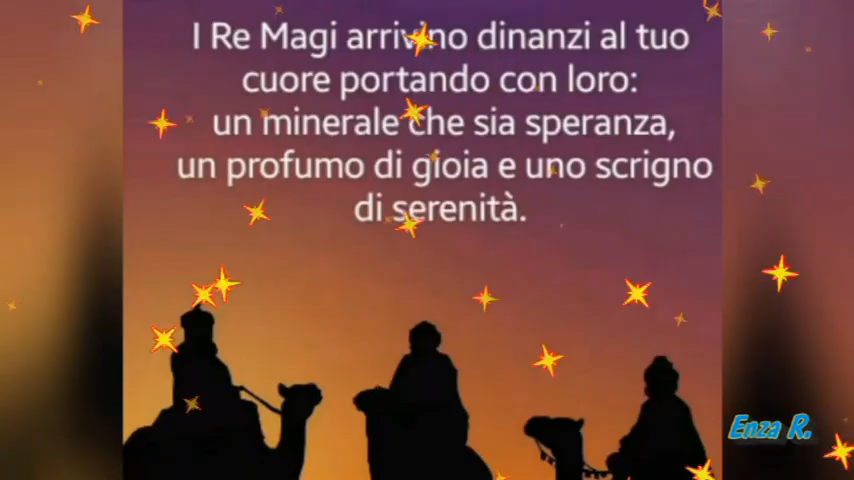 I Re Magi arrivino dinanzi al tuo
cuore portando con loro:
un minerale che sia speranza,
un profumo di gioia e uno scrigno
di serenità.
Enza R.